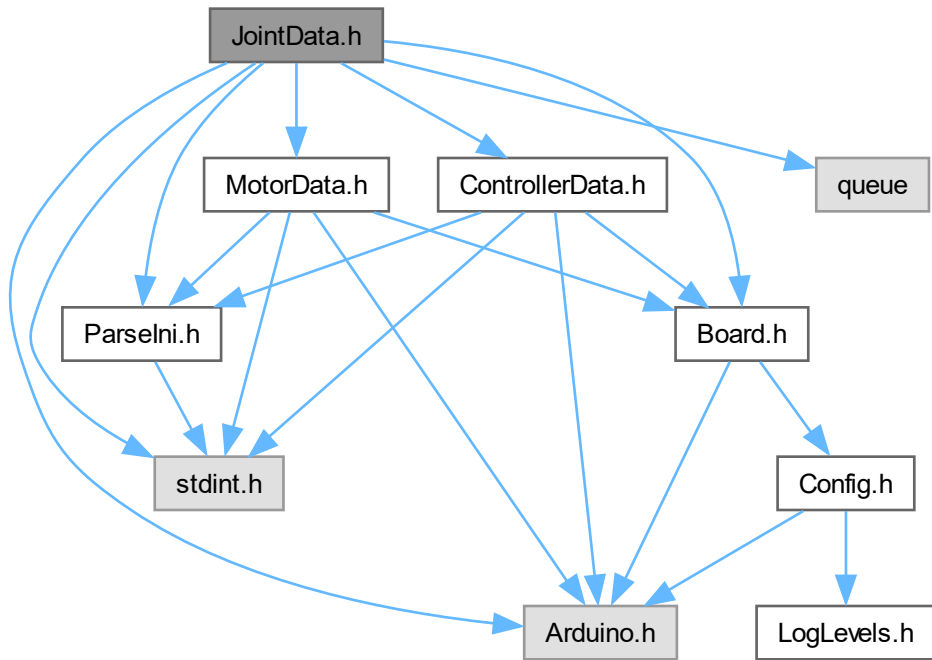 JointData.h
MotorData.h
ControllerData.h
queue
ParseIni.h
Board.h
stdint.h
Config.h
Arduino.h
LogLevels.h